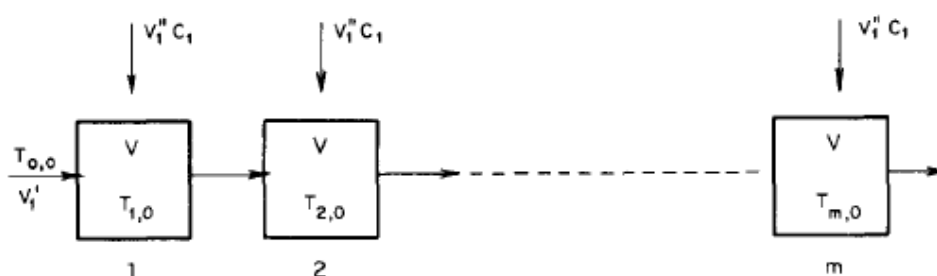 V₁" C₁ V₁" C₁ V₁" C₁
T₀,₀ V V V
V₁' T₁,₀ T₂,₀ Tₘ,₀
1 2 m